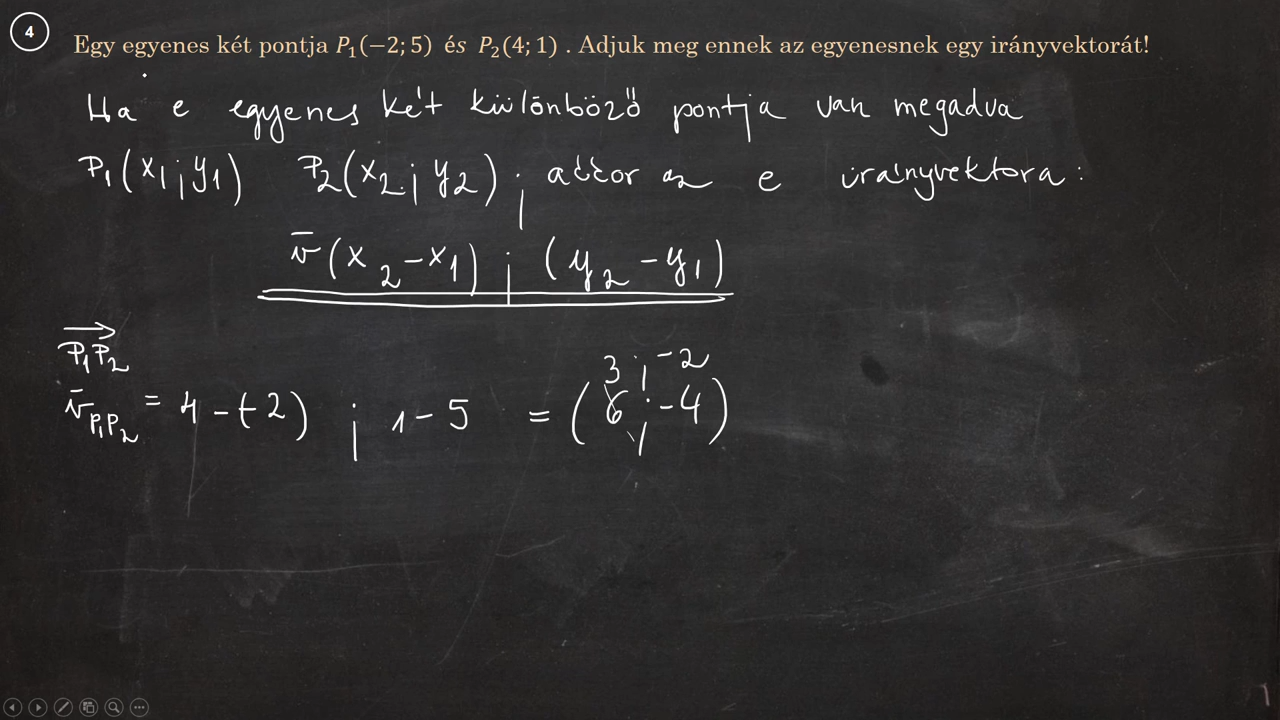 4
Egy egyenes két pontja P₁(−2; 5) és P₂(4; 1) . Adjuk meg ennek az egyenesnek egy irányvektorát!
Ha e egyenes két különböző pontja van megadva
P₁(x₁;y₁) P₂(x₂;y₂); akkor az e irányvektora:
v̄(x₂−x₁) ; (y₂−y₁)
P₁P₂
3 ; −2
v̄ P₁P₂ = 4−(−2) ; 1−5 = (6 ; −4)